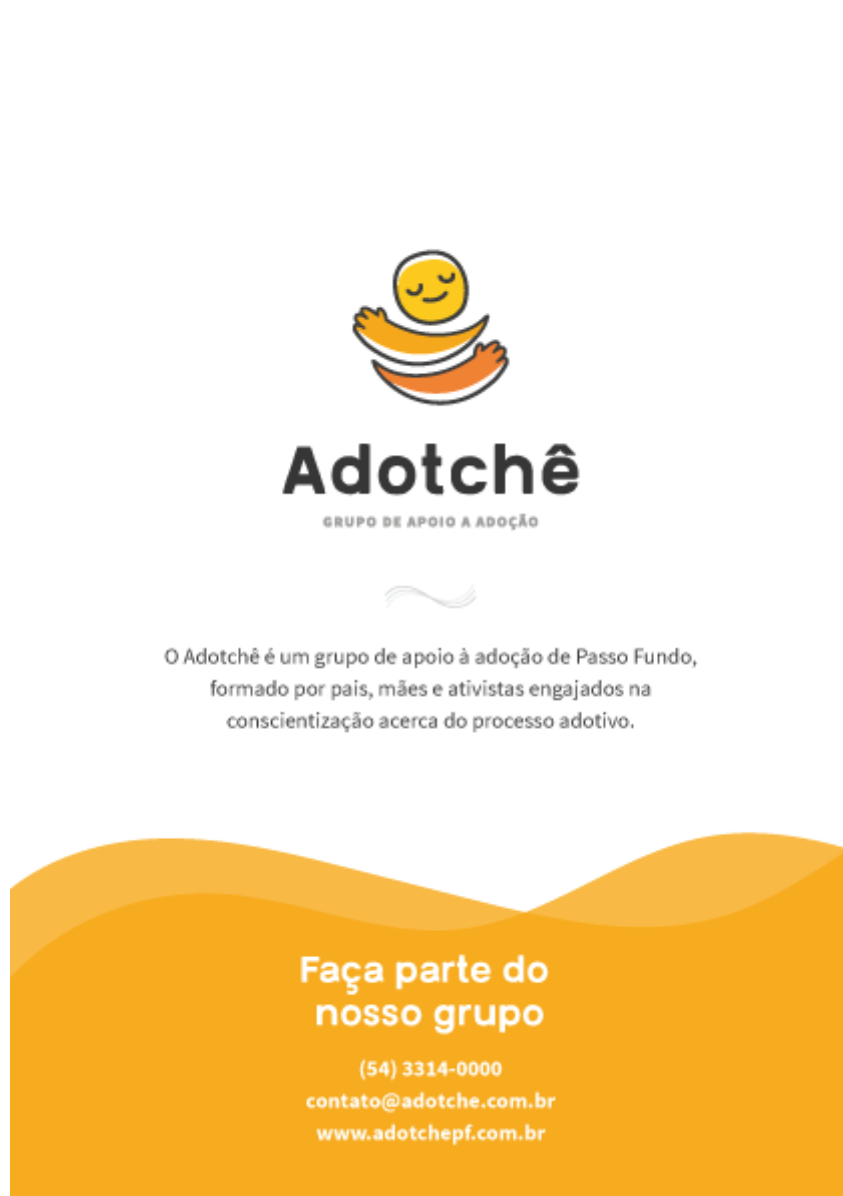 Adotchê
GRUPO DE APOIO A ADOÇÃO
O Adotchê é um grupo de apoio à adoção de Passo Fundo,
formado por pais, mães e ativistas engajados na
conscientização acerca do processo adotivo.
Faça parte do
nosso grupo
(54) 3314-0000
contato@adotche.com.br
www.adotchepf.com.br